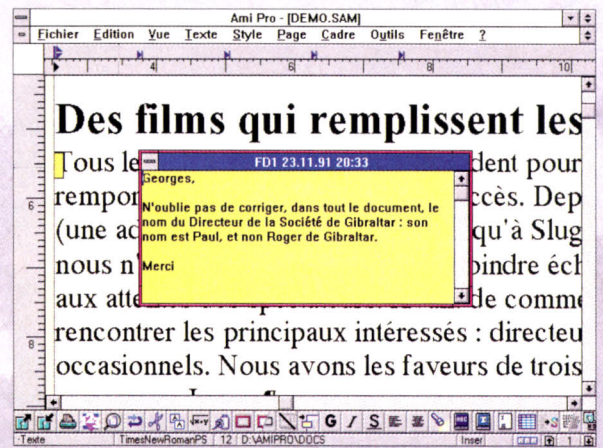 Ami Pro - [DEMO.SAM]
Fichier Edition Vue Texte Style Page Cadre Outils Fenêtre ?
4 6 8 10
Des films qui remplissent les
Tous le dent pour
FD1 23.11.91 20:33
Georges,
N'oublie pas de corriger, dans tout le document, le
nom du Directeur de la Société de Gibraltar : son
nom est Paul, et non Roger de Gibraltar.
Merci
rempor ccès. Dep
6
(une ad qu'à Slug
nous n' oindre éch
aux atte de comme
rencontrer les principaux intéressés : directeu
8
occasionnels. Nous avons les faveurs de trois
G I S
·Texte TimesNewRomanPS 12 D:\AMIPRO\DOCS Inser